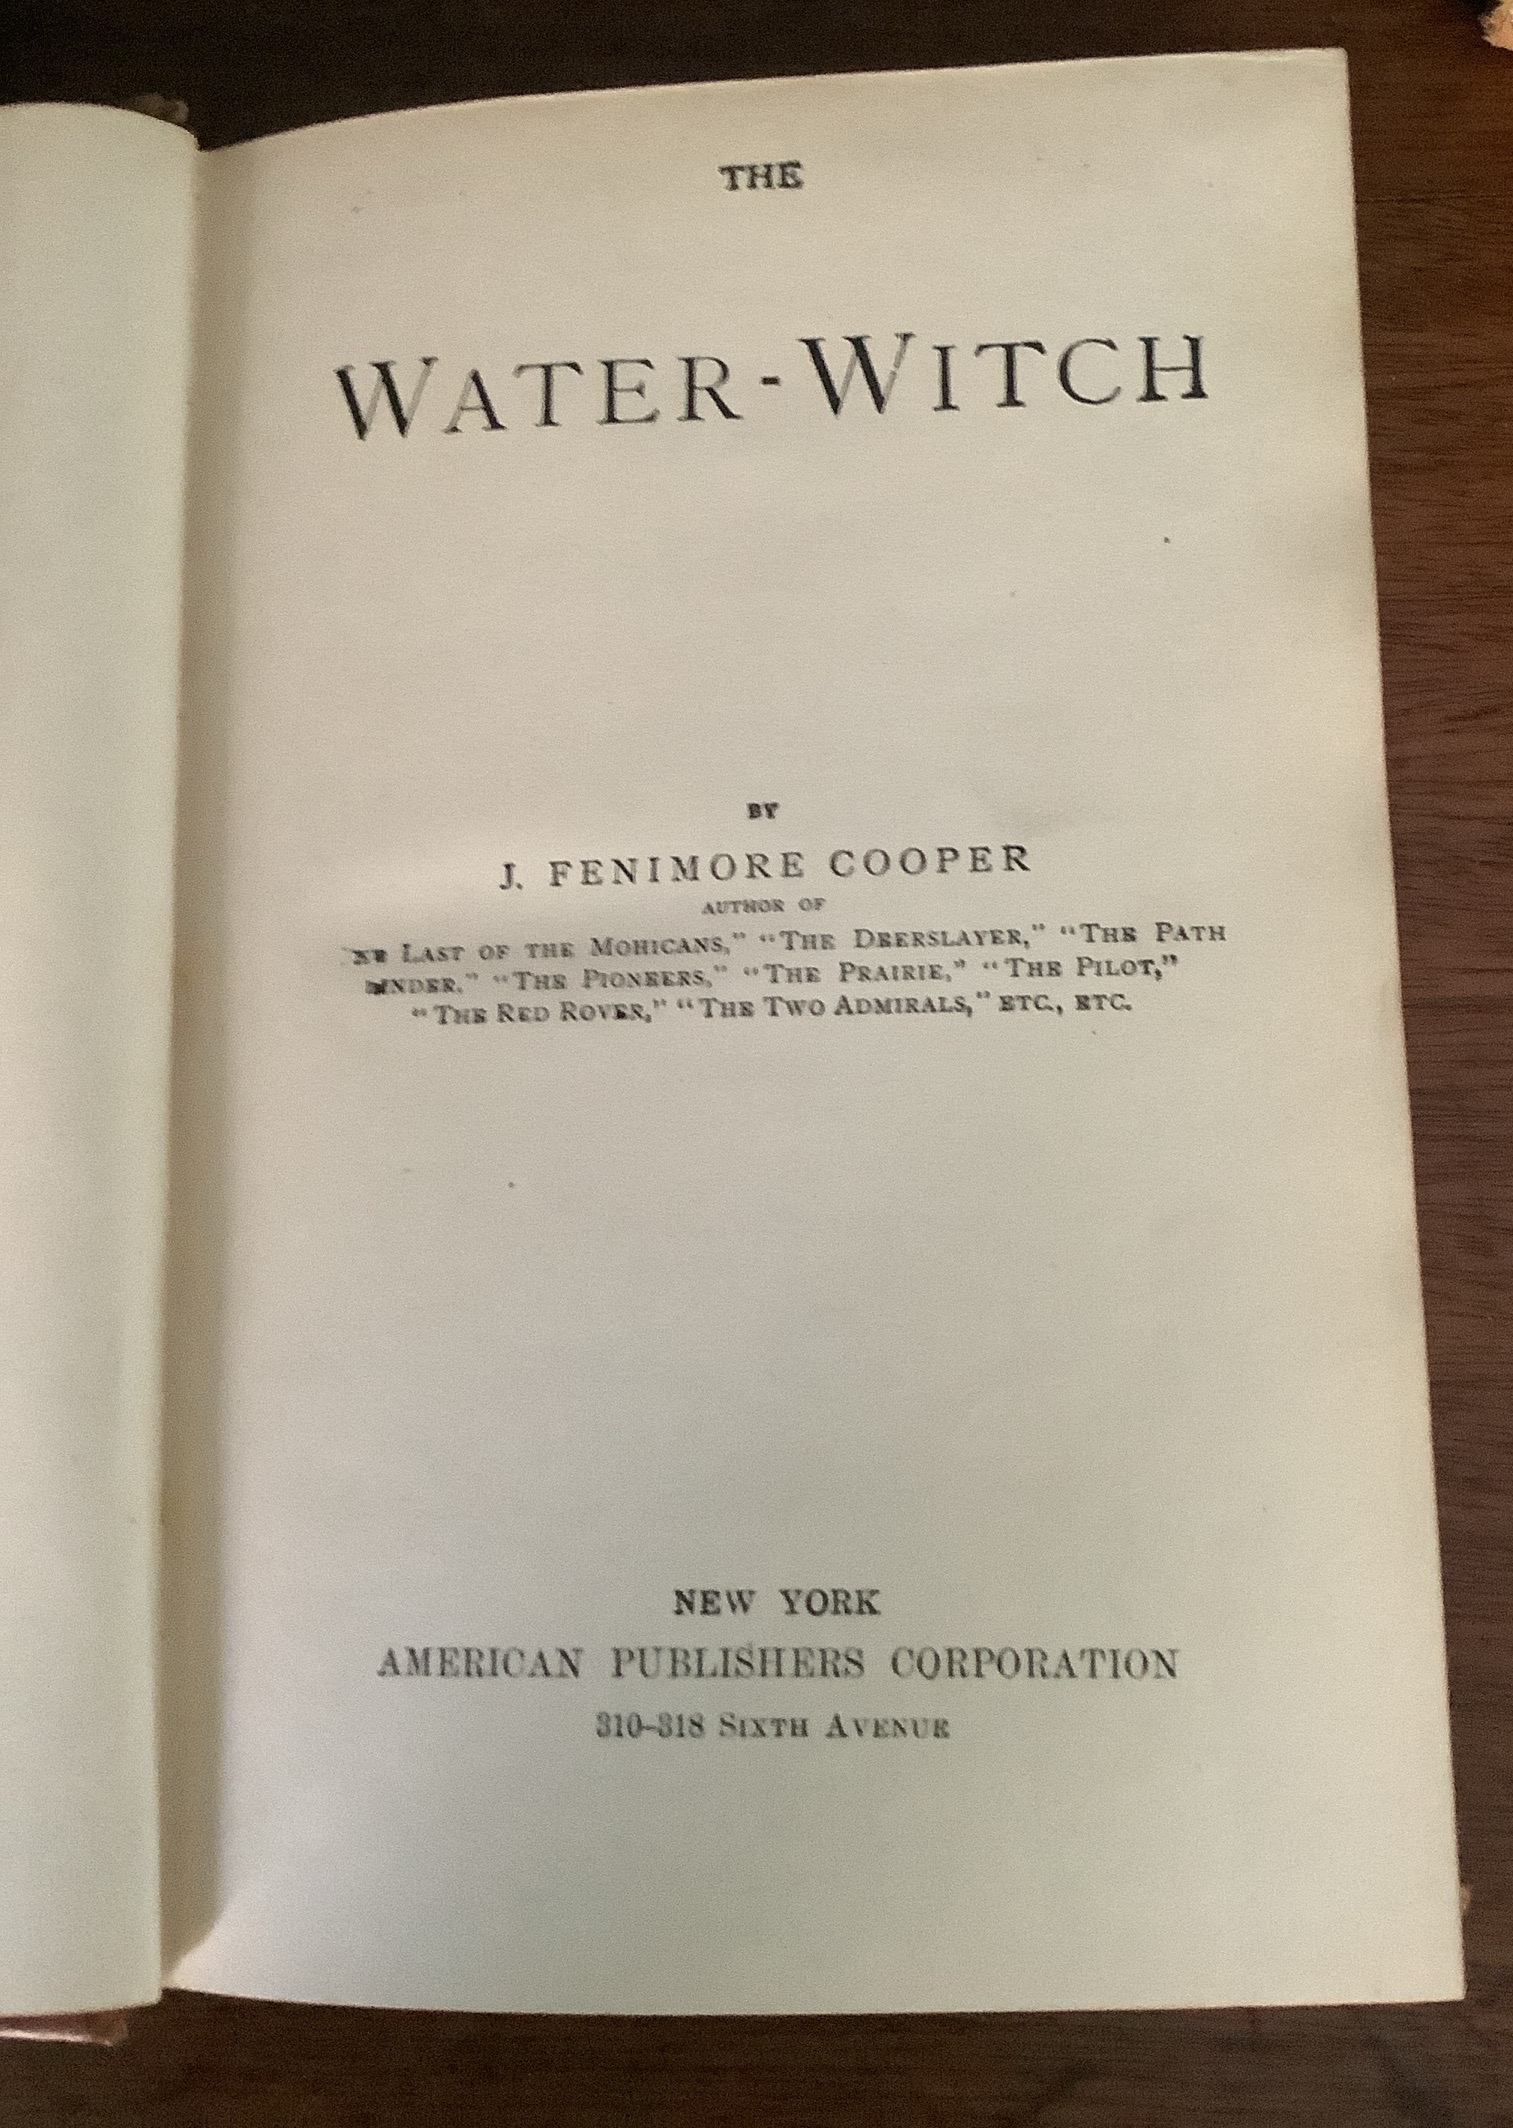 THE
WATER-WITCH
BY
J. FENIMORE COOPER
AUTHOR OF
LAST OF THE MOHICANS," "THE DEERSLAYER," "THE PATH
"THE PIONEERS," "THE PRAIRIE," "THE PILOT,"
"THE RED ROVER," "THE TWO ADMIRALS," ETC., ETC.
NEW YORK
AMERICAN PUBLISHERS CORPORATION
310–318 SIXTH AVENUE